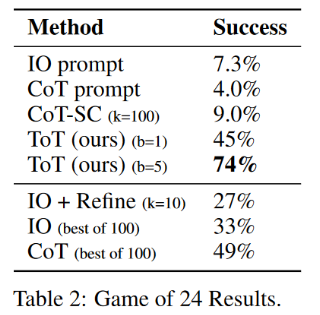 Method Success
IO prompt 7.3%
CoT prompt 4.0%
CoT-SC (k=100) 9.0%
ToT (ours) (b=1) 45%
ToT (ours) (b=5) 74%
IO + Refine (k=10) 27%
IO (best of 100) 33%
CoT (best of 100) 49%
Table 2: Game of 24 Results.